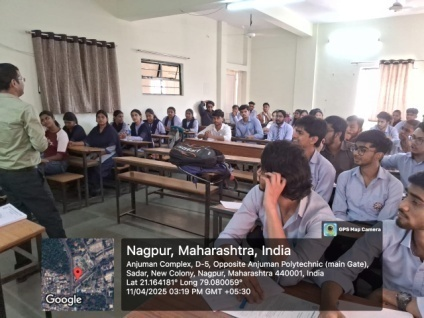 GPS Map Camera
Nagpur, Maharashtra, India
Anjuman Complex, D-5, Opposite Anjuman Polytechnic (main Gate),
Sadar, New Colony, Nagpur, Maharashtra 440001, India
Lat 21.164181° Long 79.080059°
11/04/2025 03:19 PM GMT +05:30
Google